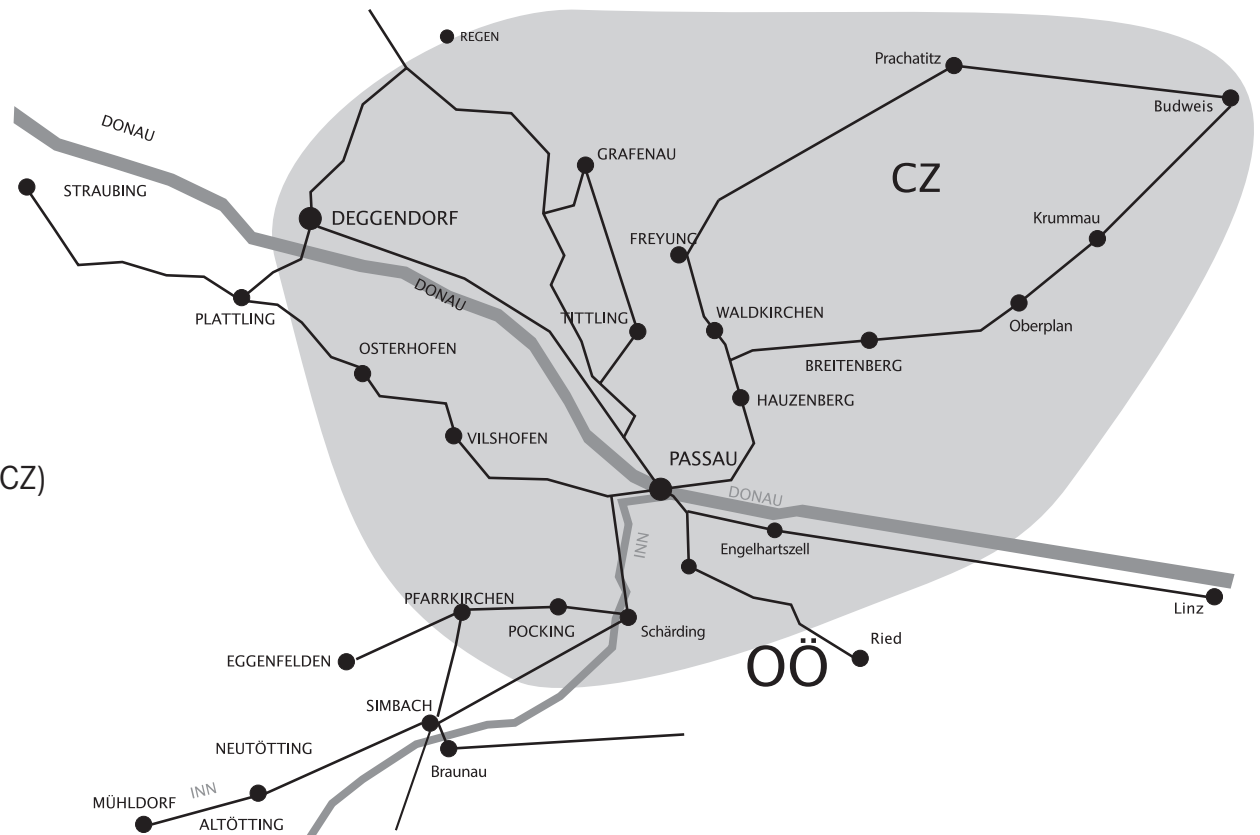 REGEN
Prachatitz
Budweis
DONAU
STRAUBING
GRAFENAU
CZ
DEGGENDORF
FREYUNG
Krummau
DONAU
PLATTLING
TITTLING
WALDKIRCHEN
Oberplan
OSTERHOFEN
BREITENBERG
HAUZENBERG
VILSHOFEN
PASSAU
CZ)
DONAU
INN
Engelhartszell
PFARRKIRCHEN
Linz
POCKING
Schärding
Ried
EGGENFELDEN
OÖ
SIMBACH
NEUTÖTTING
Braunau
INN
MÜHLDORF
ALTÖTTING